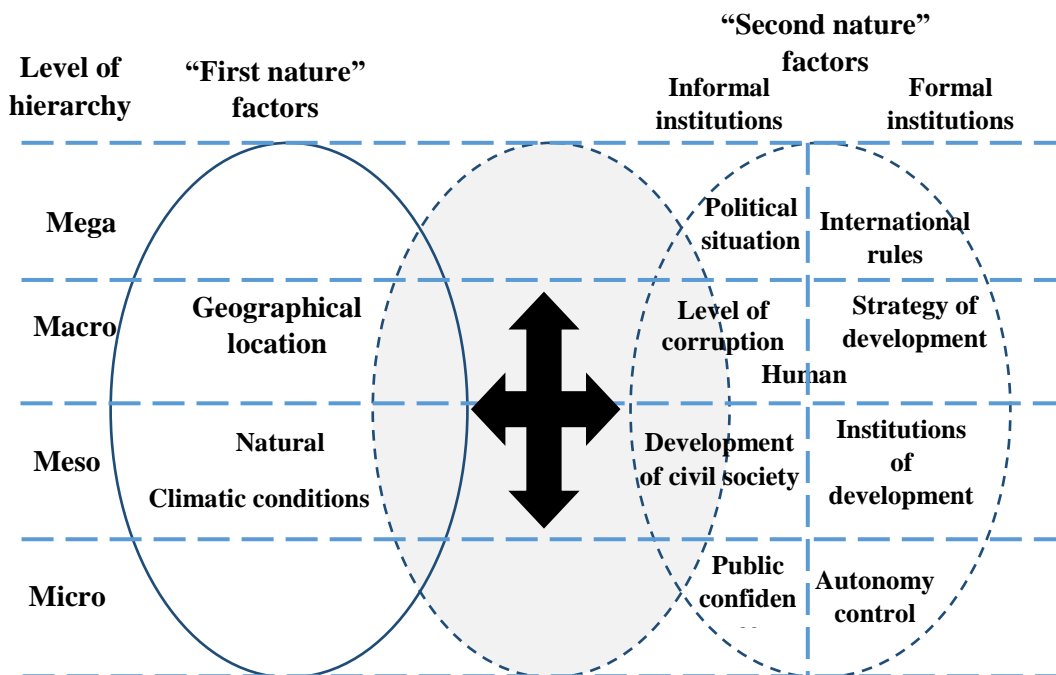 “Second nature”
factors
Level of
hierarchy
“First nature”
factors
Informal
institutions
Formal
institutions
Mega
Political
situation
International
rules
Macro
Geographical
location
Level of
corruption
Strategy of
development
Human
Meso
Natural
Climatic conditions
Development
of civil society
Institutions
of
development
Micro
Public
confiden
Autonomy
control